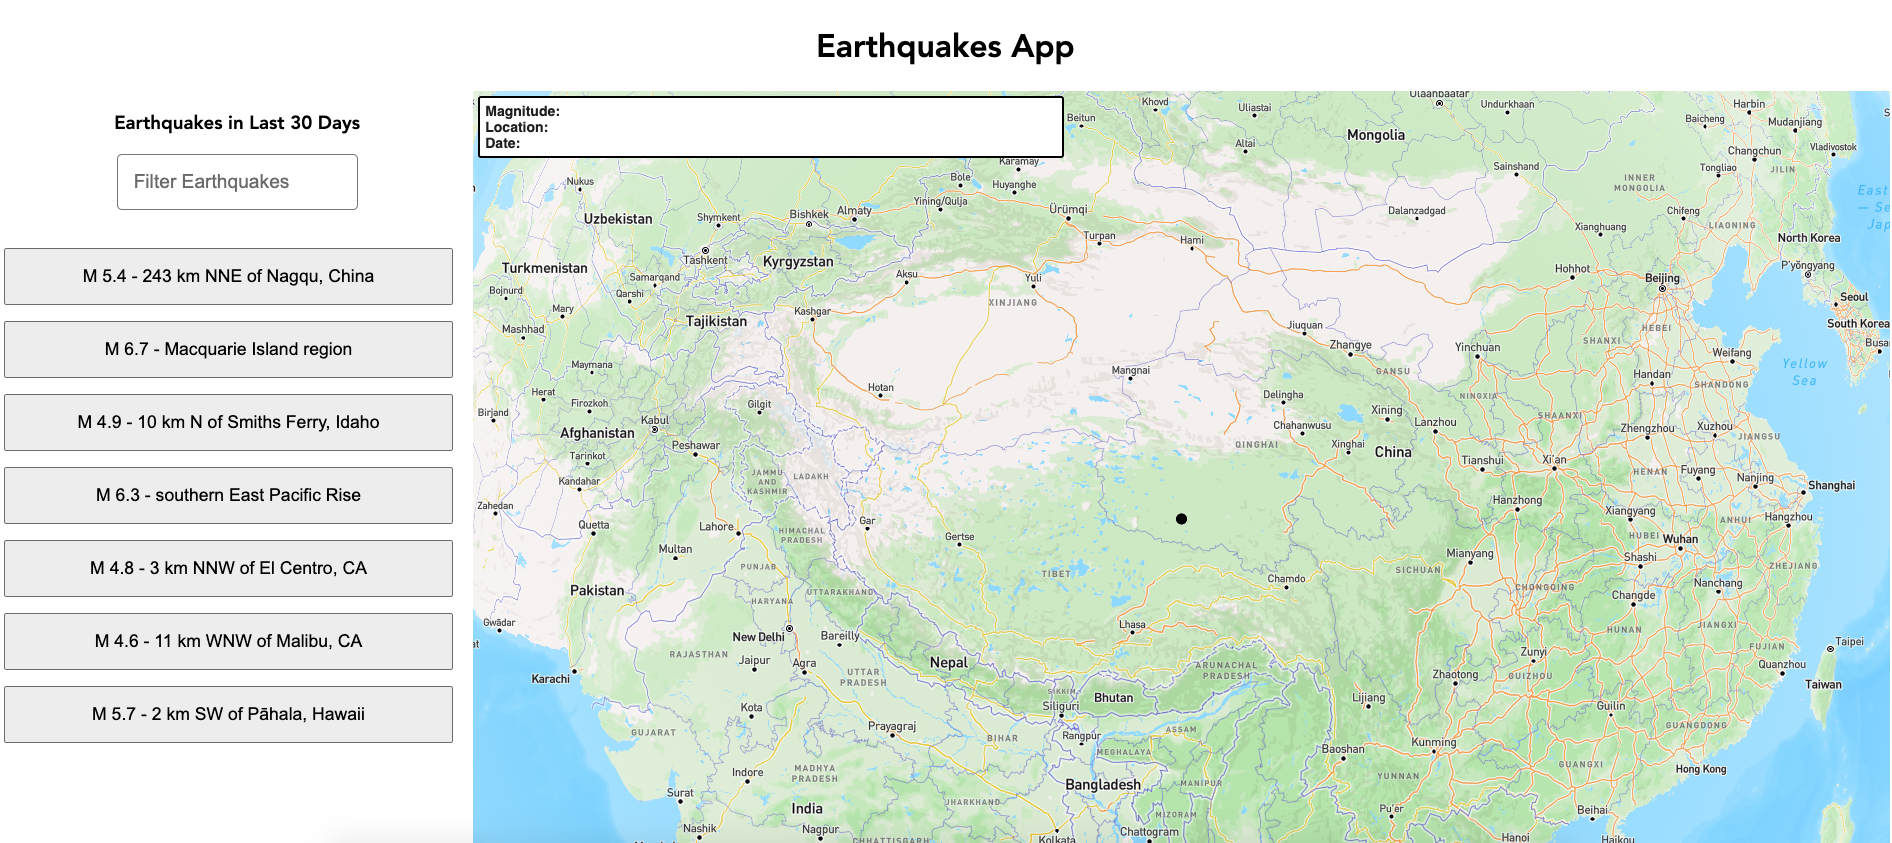 Earthquakes App
Earthquakes in Last 30 Days
Filter Earthquakes
M 5.4 - 243 km NNE of Nagqu, China
M 6.7 - Macquarie Island region
M 4.9 - 10 km N of Smiths Ferry, Idaho
M 6.3 - southern East Pacific Rise
M 4.8 - 3 km NNW of El Centro, CA
M 4.6 - 11 km WNW of Malibu, CA
M 5.7 - 2 km SW of Pāhala, Hawaii
Magnitude:
Location:
Date:
Ulaanbaatar
Khovd
Uliastai
Undurkhaan
Harbin
Beitun
Baicheng
Mudanjiang
Mongolia
Altai
Changchun
Vladivostok
Karamay
Sainshand
Tongliao
JILIN
Nukus
Bole
Huyanghe
INNER
MONGOLIA
East
Yining/Qulja
Ürümqi
Dalanzadgad
Chifeng
Uzbekistan
Shymkent
Bishkek
Almaty
Xianghuang
LIAONING
Turpan
Hami
North Korea
Tashkent
Kyrgyzstan
Turkmenistan
Aksu
Yuli
Hohhot
P'yŏngyang
Samarqand
Beijing
Bojnurd
Qarshi
XINJIANG
Seoul
Mary
Kashgar
Tajikistan
Jiuquan
HEBEI
South Korea
Mashhad
Zhangye
Yinchuan
SHANXI
Weifang
Maymana
Mangnai
GANSU
Yellow
Sea
Handan
SHANDONG
Hotan
Delingha
NINGXIA
Herat
Firozkoh
Gilgit
Xining
SHAANXI
Birjand
Kabul
Chahanwusu
Lanzhou
Zhengzhou
Xuzhou
JIANGSU
Afghanistan
Peshawar
QINGHAI
Xinghai
China
Tarinkot
Tianshui
Xi'an
HENAN
Fuyang
JAMMU
AND
KASHMIR
LADAKH
Kandahar
Nanjing
Shanghai
Zahedan
Hanzhong
Xiangyang
ANHUI
Hangzhou
Quetta
Lahore
Gar
HIMACHAL
PRADESH
Gertse
HUBEI
Wuhan
Multan
Mianyang
Shashi
ZHEJIANG
PUNJAB
TIBET
SICHUAN
Pakistan
UTTARAKHAND
Chamdo
CHONGQING
Nanchang
HARYANA
Changde
Gwādar
Lhasa
New Delhi
Bareilly
HUNAN
JIANGXI
Taipei
RAJASTHAN
Jaipur
Agra
Nepal
ARUNACHAL
PRADESH
Zunyi
FUJIAN
Karachi
UTTAR
PRADESH
Zhaotong
GUIZHOU
Quanzhou
Taiwan
SIKKIM
Siliguri
Bhutan
Lijiang
Kota
Guilin
GUANGDONG
GUJARAT
Prayagraj
BIHAR
Rangpur
ASSAM
MEGHALAYA
Baoshan
Kunming
Indore
MADHYA
PRADESH
GUANGXI
Hong Kong
Bangladesh
MANIPUR
YUNNAN
Surat
India
JHARKHAND
MIZORAM
Pu'er
Beihai
Nashik
Nagpur
Kolkata
Chattogram
Hanoi
Haikou
CHHATTISGARH